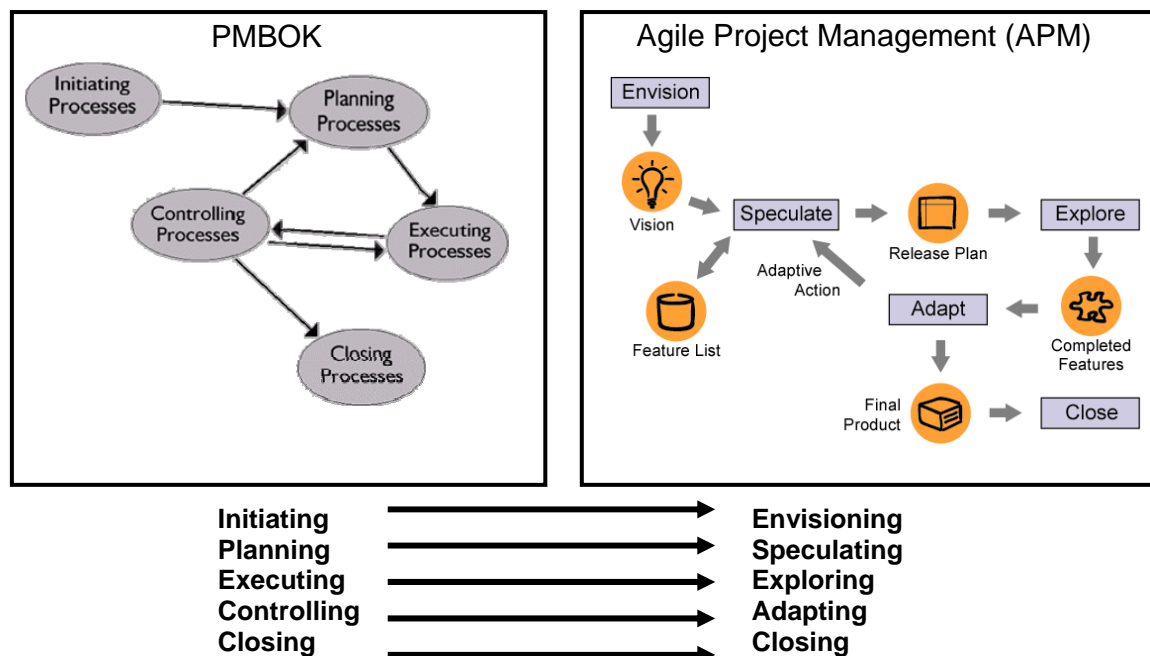 PMBOK
Initiating
Processes
Planning
Processes
Controlling
Processes
Executing
Processes
Closing
Processes
Agile Project Management (APM)
Envision
Vision
Speculate
Release Plan
Explore
Adaptive
Action
Feature List
Adapt
Completed
Features
Final
Product
Close
Initiating
Planning
Executing
Controlling
Closing
Envisioning
Speculating
Exploring
Adapting
Closing